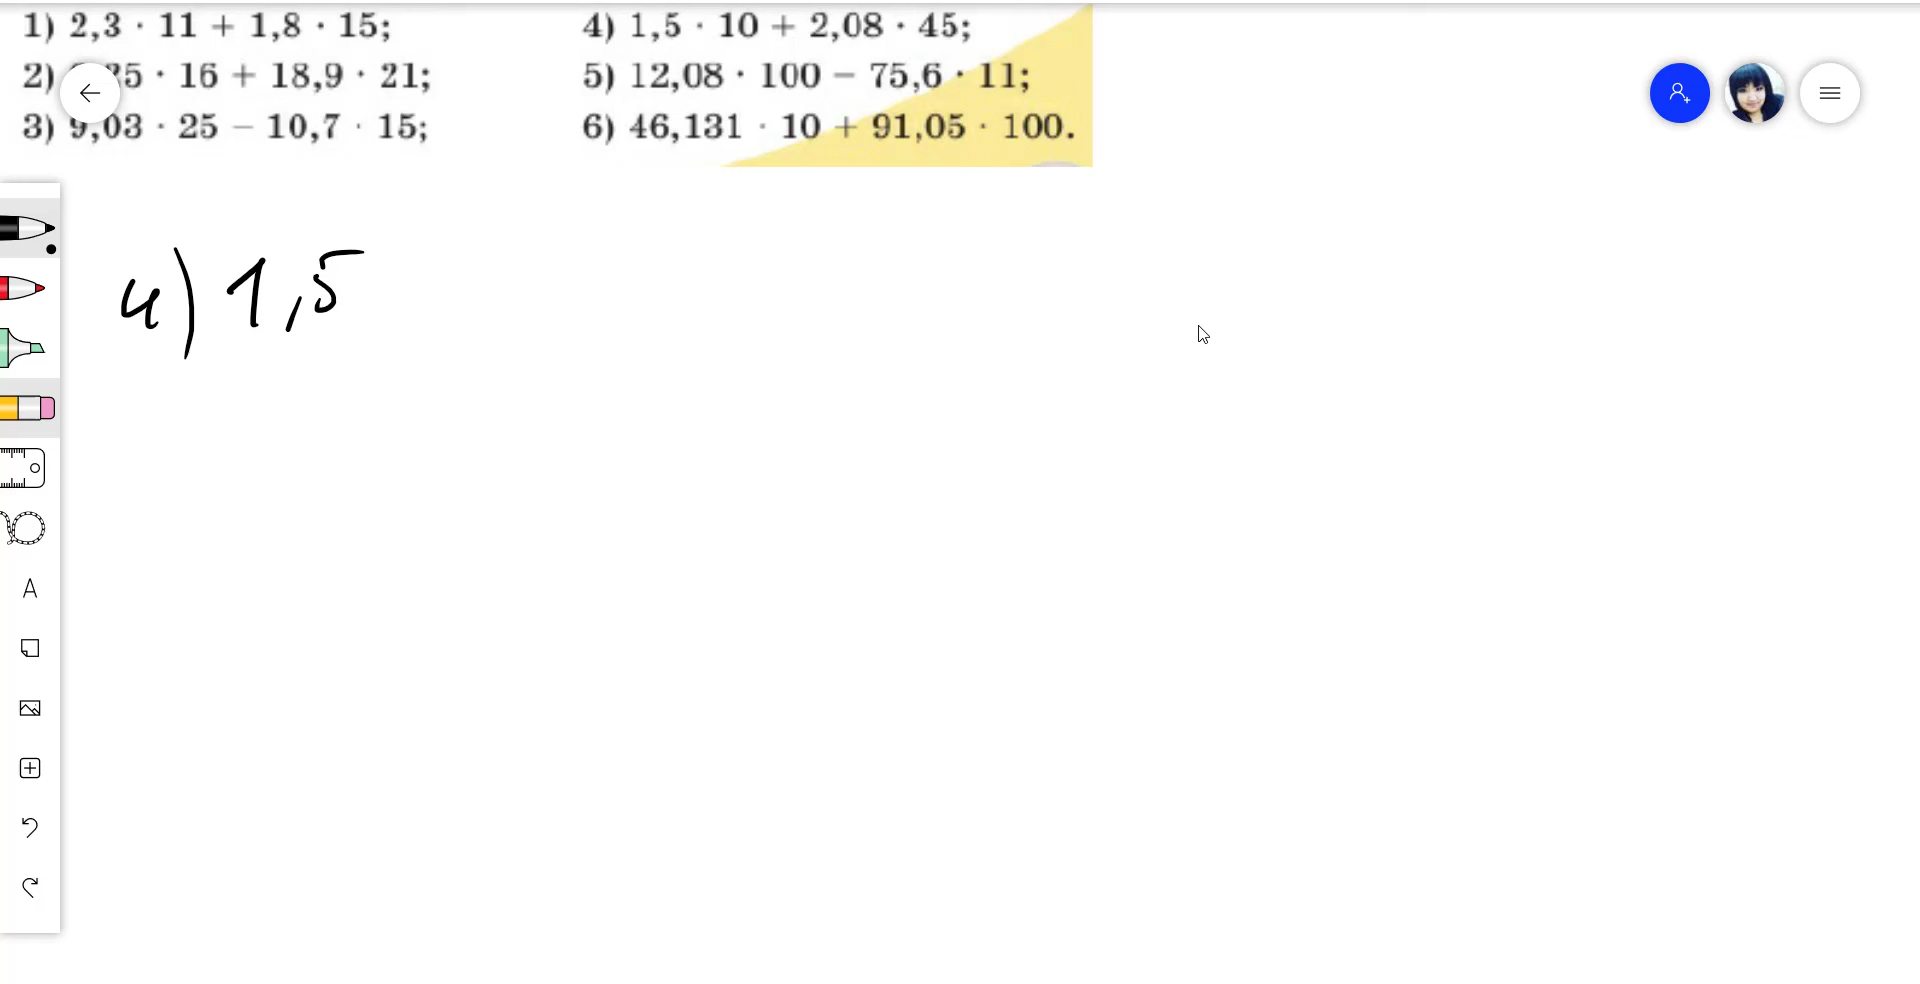 1) 2,3 · 11 + 1,8 · 15;
2) 25 · 16 + 18,9 · 21;
3) 9,03 · 25 − 10,7 · 15;
4) 1,5 · 10 + 2,08 · 45;
5) 12,08 · 100 − 75,6 · 11;
6) 46,131 · 10 + 91,05 · 100.
4) 1,5
A